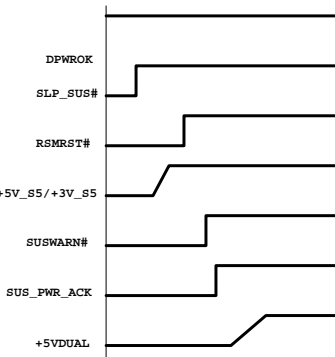 DPWROK
SLP_SUS#
RSMRST#
+5V_S5/+3V_S5
SUSWARN#
SUS_PWR_ACK
+5VDUAL